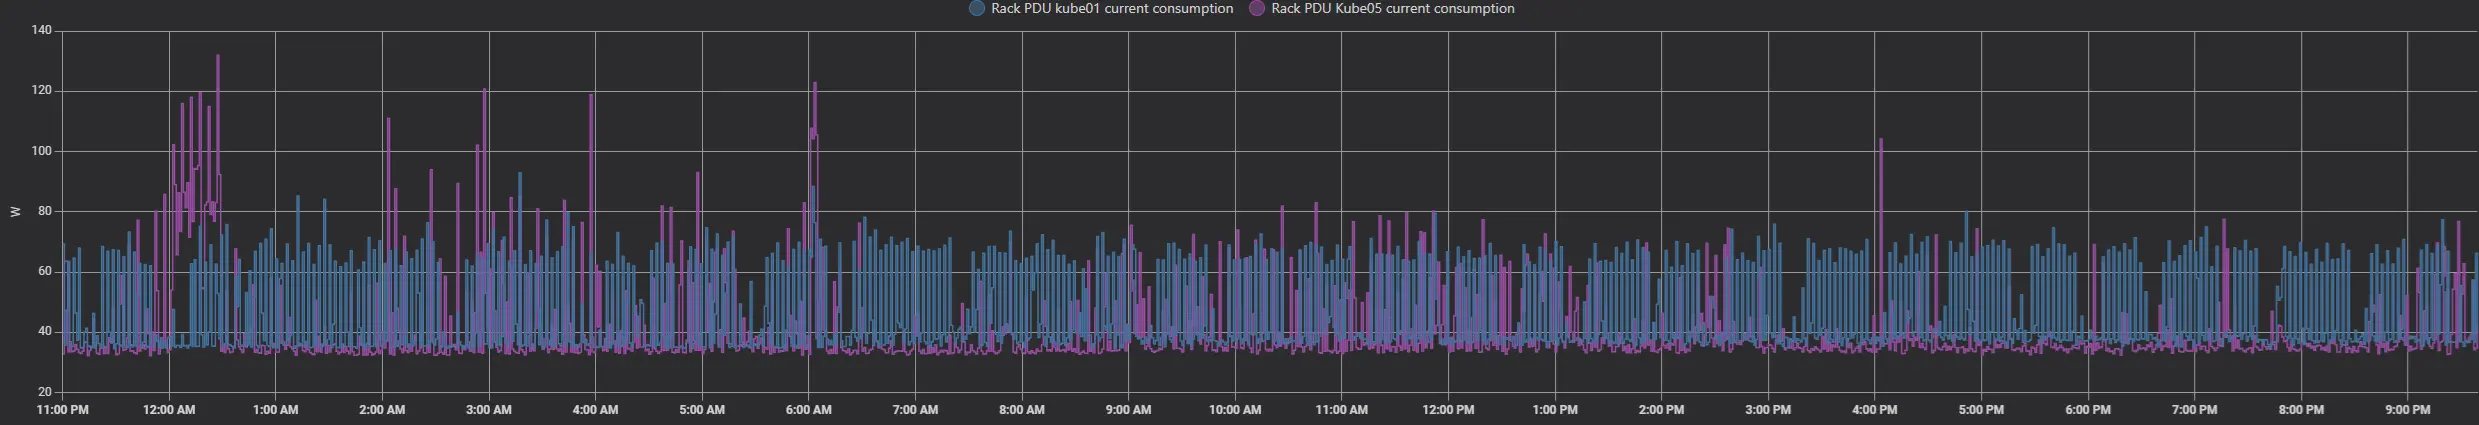 Rack PDU kube01 current consumption Rack PDU Kube05 current consumption
140
120
100
80
W
60
40
20
11:00 PM 12:00 AM 1:00 AM 2:00 AM 3:00 AM 4:00 AM 5:00 AM 6:00 AM 7:00 AM 8:00 AM 9:00 AM 10:00 AM 11:00 AM 12:00 PM 1:00 PM 2:00 PM 3:00 PM 4:00 PM 5:00 PM 6:00 PM 7:00 PM 8:00 PM 9:00 PM